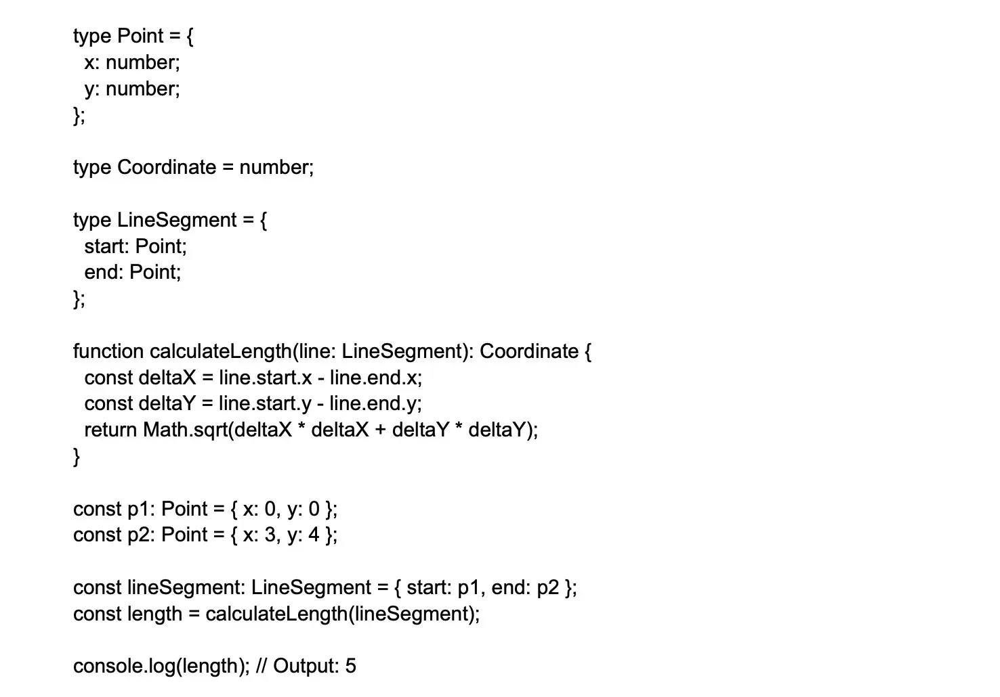 type Point = {
  x: number;
  y: number;
};

type Coordinate = number;

type LineSegment = {
  start: Point;
  end: Point;
};

function calculateLength(line: LineSegment): Coordinate {
  const deltaX = line.start.x - line.end.x;
  const deltaY = line.start.y - line.end.y;
  return Math.sqrt(deltaX * deltaX + deltaY * deltaY);
}

const p1: Point = { x: 0, y: 0 };
const p2: Point = { x: 3, y: 4 };

const lineSegment: LineSegment = { start: p1, end: p2 };
const length = calculateLength(lineSegment);

console.log(length); // Output: 5